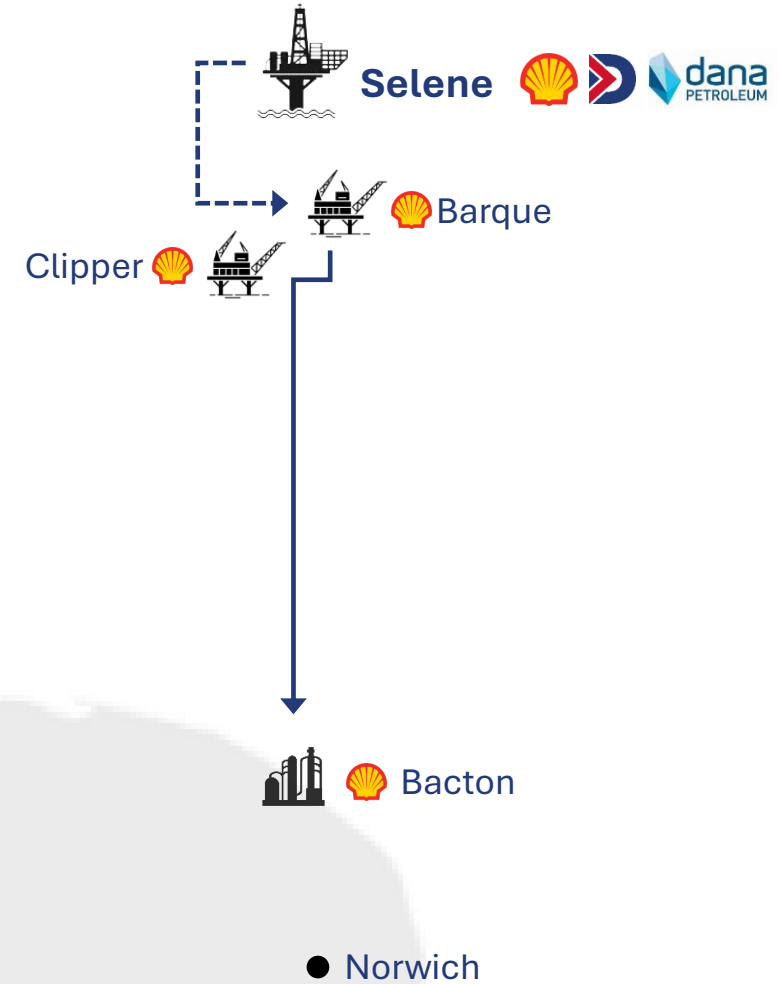 Selene
dana
PETROLEUM
Barque
Clipper
Bacton
Norwich